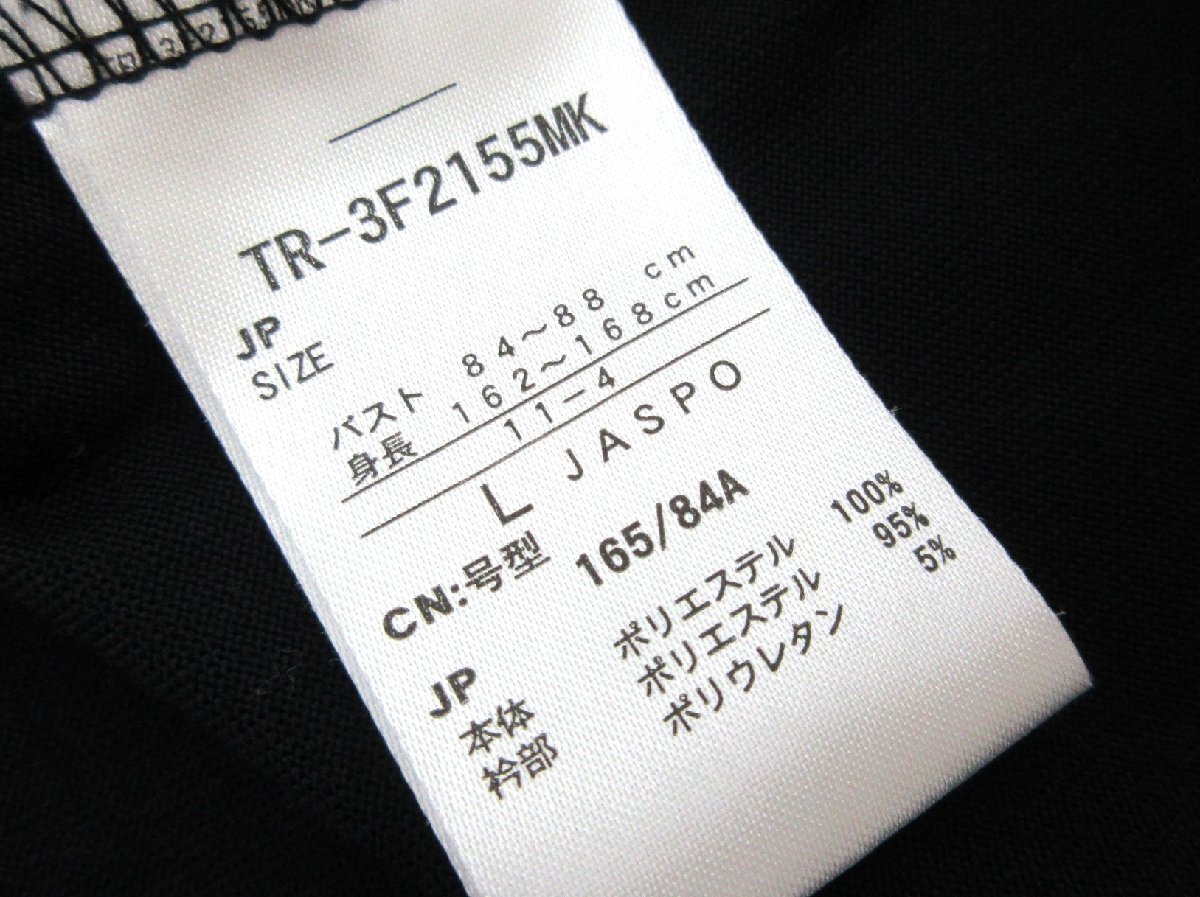 TR-3F2155MK
JP
SIZE
バスト 84～88 cm
身長 162～168cm
11-4
L JASPO
CN:号型 165/84A
JP
本体 ポリエステル 100%
衿部 ポリエステル 95%
ポリウレタン 5%